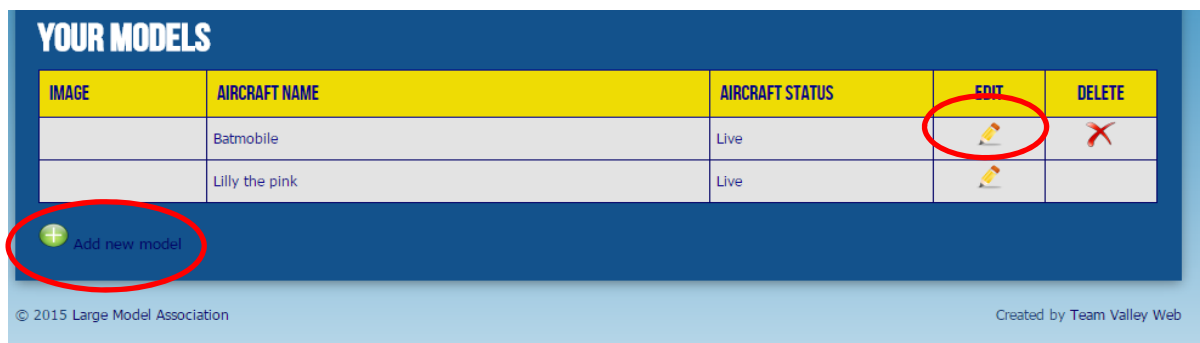 YOUR MODELS
IMAGE AIRCRAFT NAME AIRCRAFT STATUS EDIT DELETE
Batmobile Live
Lilly the pink Live
Add new model
© 2015 Large Model Association Created by Team Valley Web